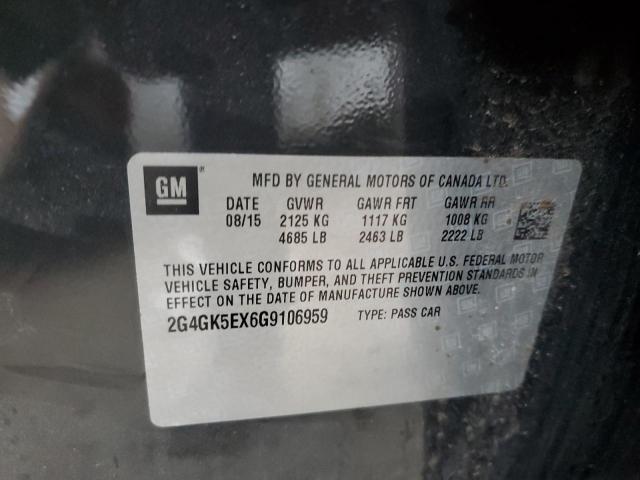 GM
MFD BY GENERAL MOTORS OF CANADA LTD.
DATE GVWR GAWR FRT GAWR RR
08/15 2125 KG 1117 KG 1008 KG
4685 LB 2463 LB 2222 LB
THIS VEHICLE CONFORMS TO ALL APPLICABLE U.S. FEDERAL MOTOR
VEHICLE SAFETY, BUMPER, AND THEFT PREVENTION STANDARDS IN
EFFECT ON THE DATE OF MANUFACTURE SHOWN ABOVE.
2G4GK5EX6G9106959 TYPE: PASS CAR